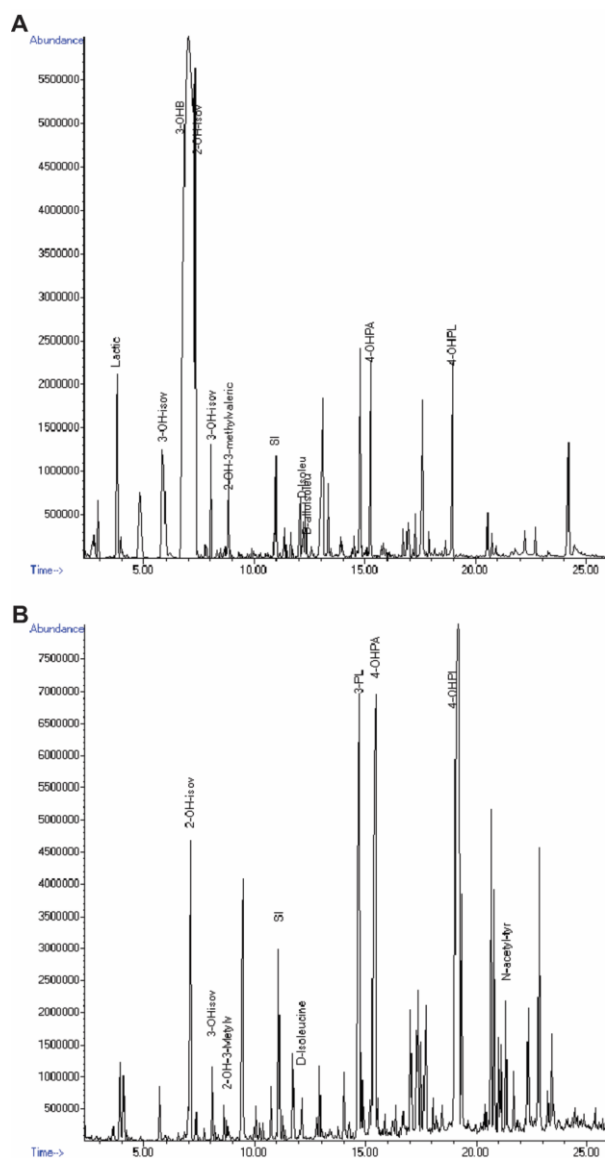 A
Abundance
5500000
5000000
4500000
4000000
3500000
3000000
2500000
2000000
1500000
1000000
500000
0
Lactic
3-OH-isov
3-OHB
2-OH-isov
3-OH-isov
2-OH-3-methylvaleric
SI
D-Isoleu
D-alloisoleu
4-OHPA
4-OHPL
Time--> 5.00 10.00 15.00 20.00 25.00
B
Abundance
7500000
7000000
6500000
6000000
5500000
5000000
4500000
4000000
3500000
3000000
2500000
2000000
1500000
1000000
500000
0
2-OH-isov
3-OHisov
2-OH-3-Metylv
SI
D-Isoleucine
3-PL
4-OHPA
4-OHPL
N-acetyl-tyr
Time--> 5.00 10.00 15.00 20.00 25.00